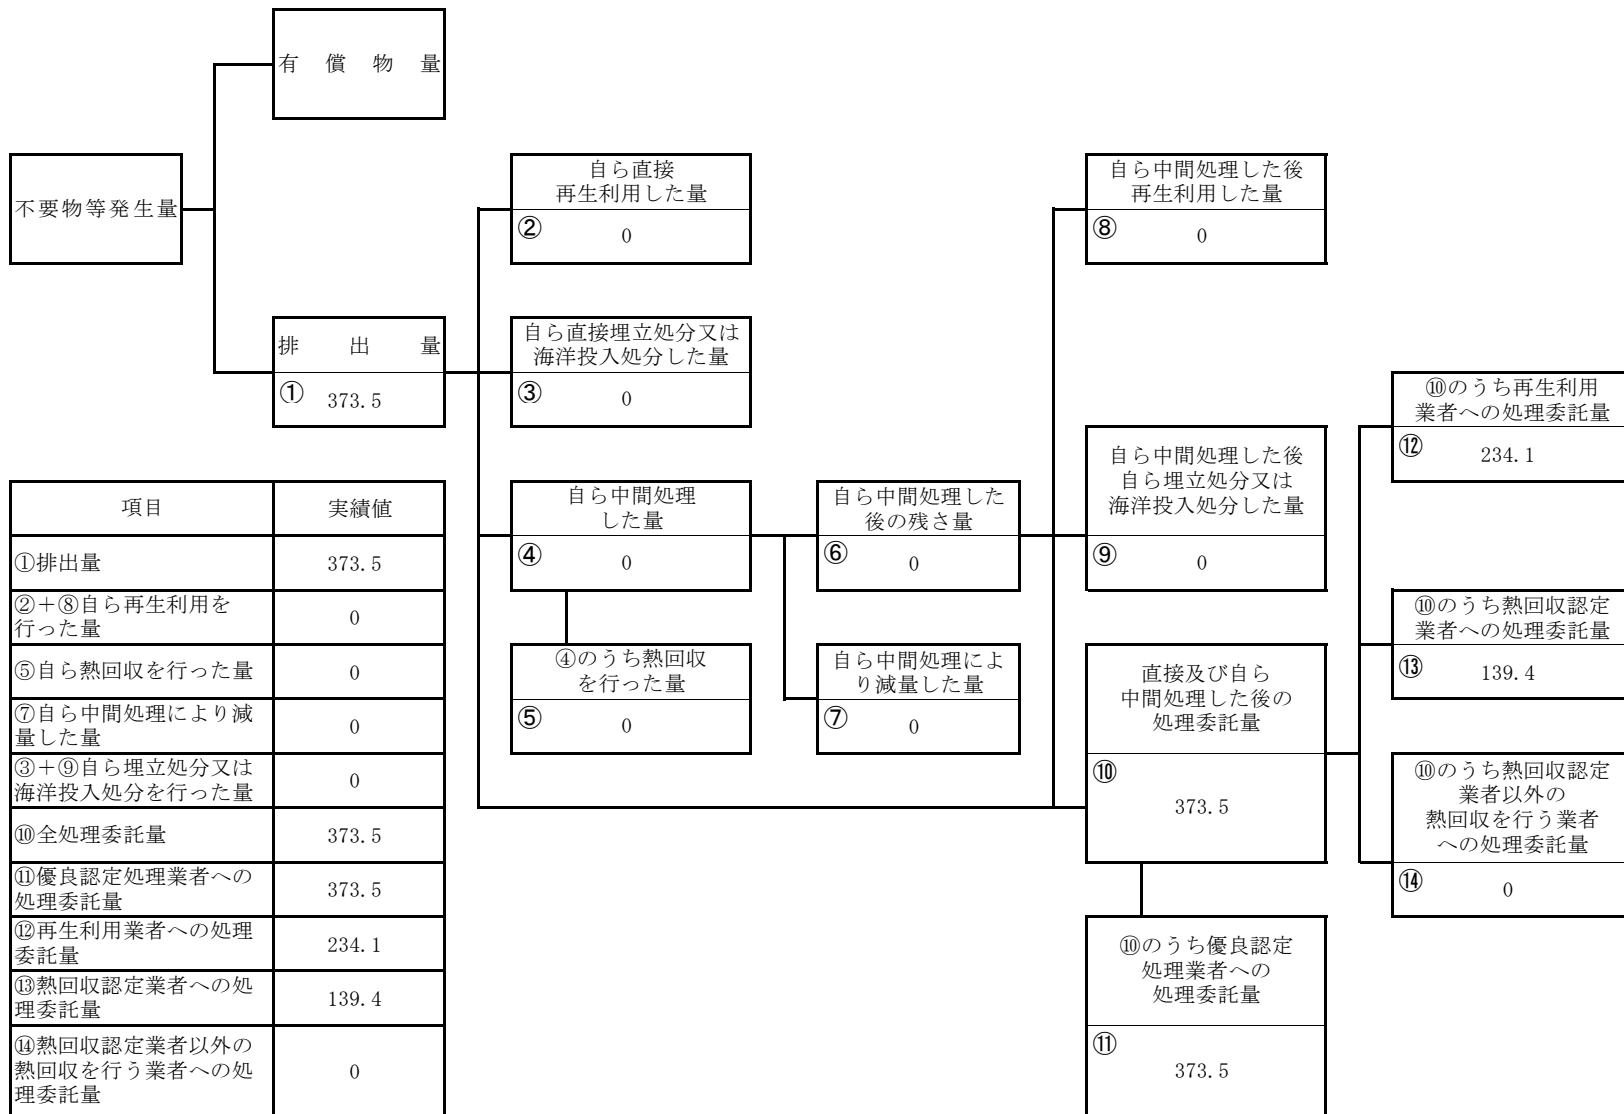 有償物量
不要物等発生量
排出量
① 373.5
自ら直接
再生利用した量
② 0
自ら直接埋立処分又は
海洋投入処分した量
③ 0
自ら中間処理
した量
④ 0
④のうち熱回収
を行った量
⑤ 0
自ら中間処理した
後の残さ量
⑥ 0
自ら中間処理によ
り減量した量
⑦ 0
自ら中間処理した後
再生利用した量
⑧ 0
自ら中間処理した後
自ら埋立処分又は
海洋投入処分した量
⑨ 0
直接及び自ら
中間処理した後の
処理委託量
⑩
373.5
⑩のうち優良認定
処理業者への
処理委託量
⑪
373.5
⑩のうち再生利用
業者への処理委託量
⑫ 234.1
⑩のうち熱回収認定
業者への処理委託量
⑬ 139.4
⑩のうち熱回収認定
業者以外の
熱回収を行う業者
への処理委託量
⑭ 0
項目 実績値
①排出量 373.5
②+⑧自ら再生利用を
行った量 0
⑤自ら熱回収を行った量 0
⑦自ら中間処理により減
量した量 0
③+⑨自ら埋立処分又は
海洋投入処分を行った量 0
⑩全処理委託量 373.5
⑪優良認定処理業者への
処理委託量 373.5
⑫再生利用業者への処理
委託量 234.1
⑬熱回収認定業者への処
理委託量 139.4
⑭熱回収認定業者以外の
熱回収を行う業者への処 0
理委託量